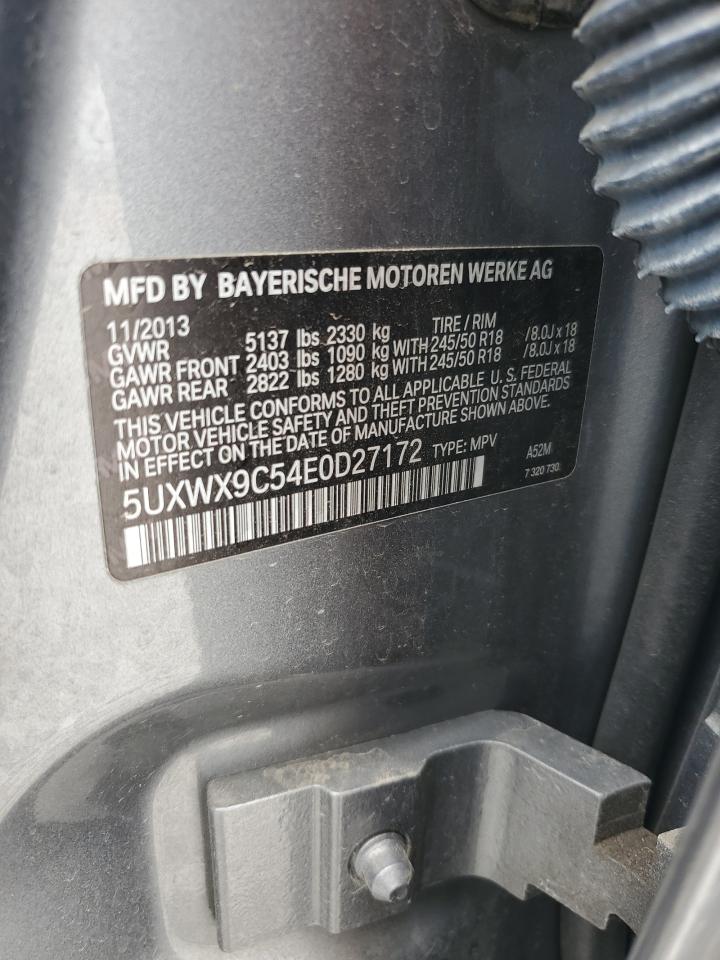 MFD BY BAYERISCHE MOTOREN WERKE AG
11/2013 TIRE / RIM
GVWR 5137 lbs 2330 kg
GAWR FRONT 2403 lbs 1090 kg WITH 245/50 R18 /8.0J x 18
GAWR REAR 2822 lbs 1280 kg WITH 245/50 R18 /8.0J x 18
THIS VEHICLE CONFORMS TO ALL APPLICABLE U.S. FEDERAL
MOTOR VEHICLE SAFETY AND THEFT PREVENTION STANDARDS
IN EFFECT ON THE DATE OF MANUFACTURE SHOWN ABOVE.
5UXWX9C54E0D27172 TYPE: MPV A52M
7 320 730